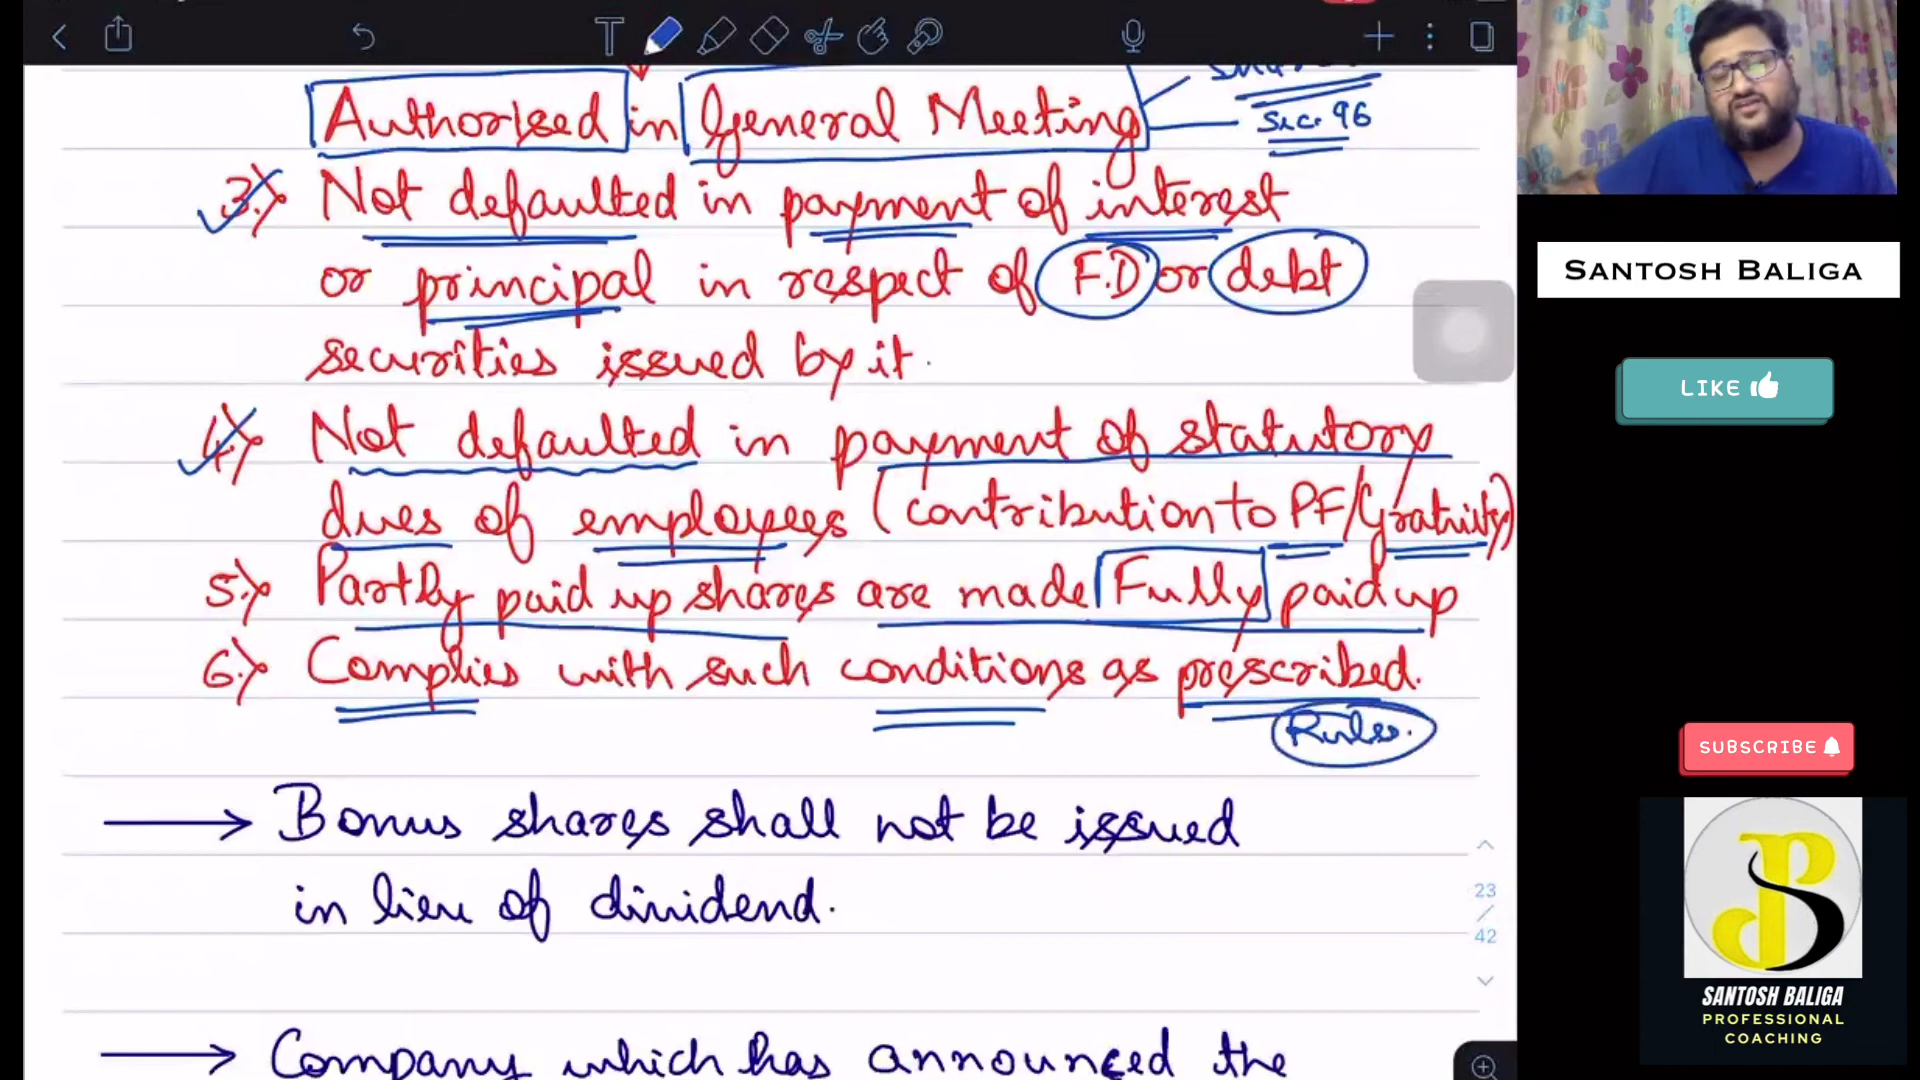 Sec. 96
Authorised in General Meeting
3.) Not defaulted in payment of interest
or principal in respect of F.D or debt
securities issued by it.
4.) Not defaulted in payment of statutory
dues of employees (contribution to PF/Gratuity)
5.) Partly paid up shares are made Fully paid up
6.) Complies with such conditions as prescribed.
Rules.
→ Bonus shares shall not be issued
in lieu of dividend.
→ Company which has announced the
23
/
42
SANTOSH BALIGA
LIKE
SUBSCRIBE
SANTOSH BALIGA
PROFESSIONAL
COACHING